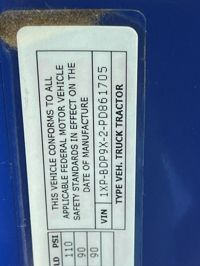 THIS VEHICLE CONFORMS TO ALL
APPLICABLE FEDERAL MOTOR VEHICLE
SAFETY STANDARDS IN EFFECT ON THE
DATE OF MANUFACTURE
VIN 1XP-BDP9X-2-PD861705
TYPE VEH. TRUCK TRACTOR
PSI
110
90
90